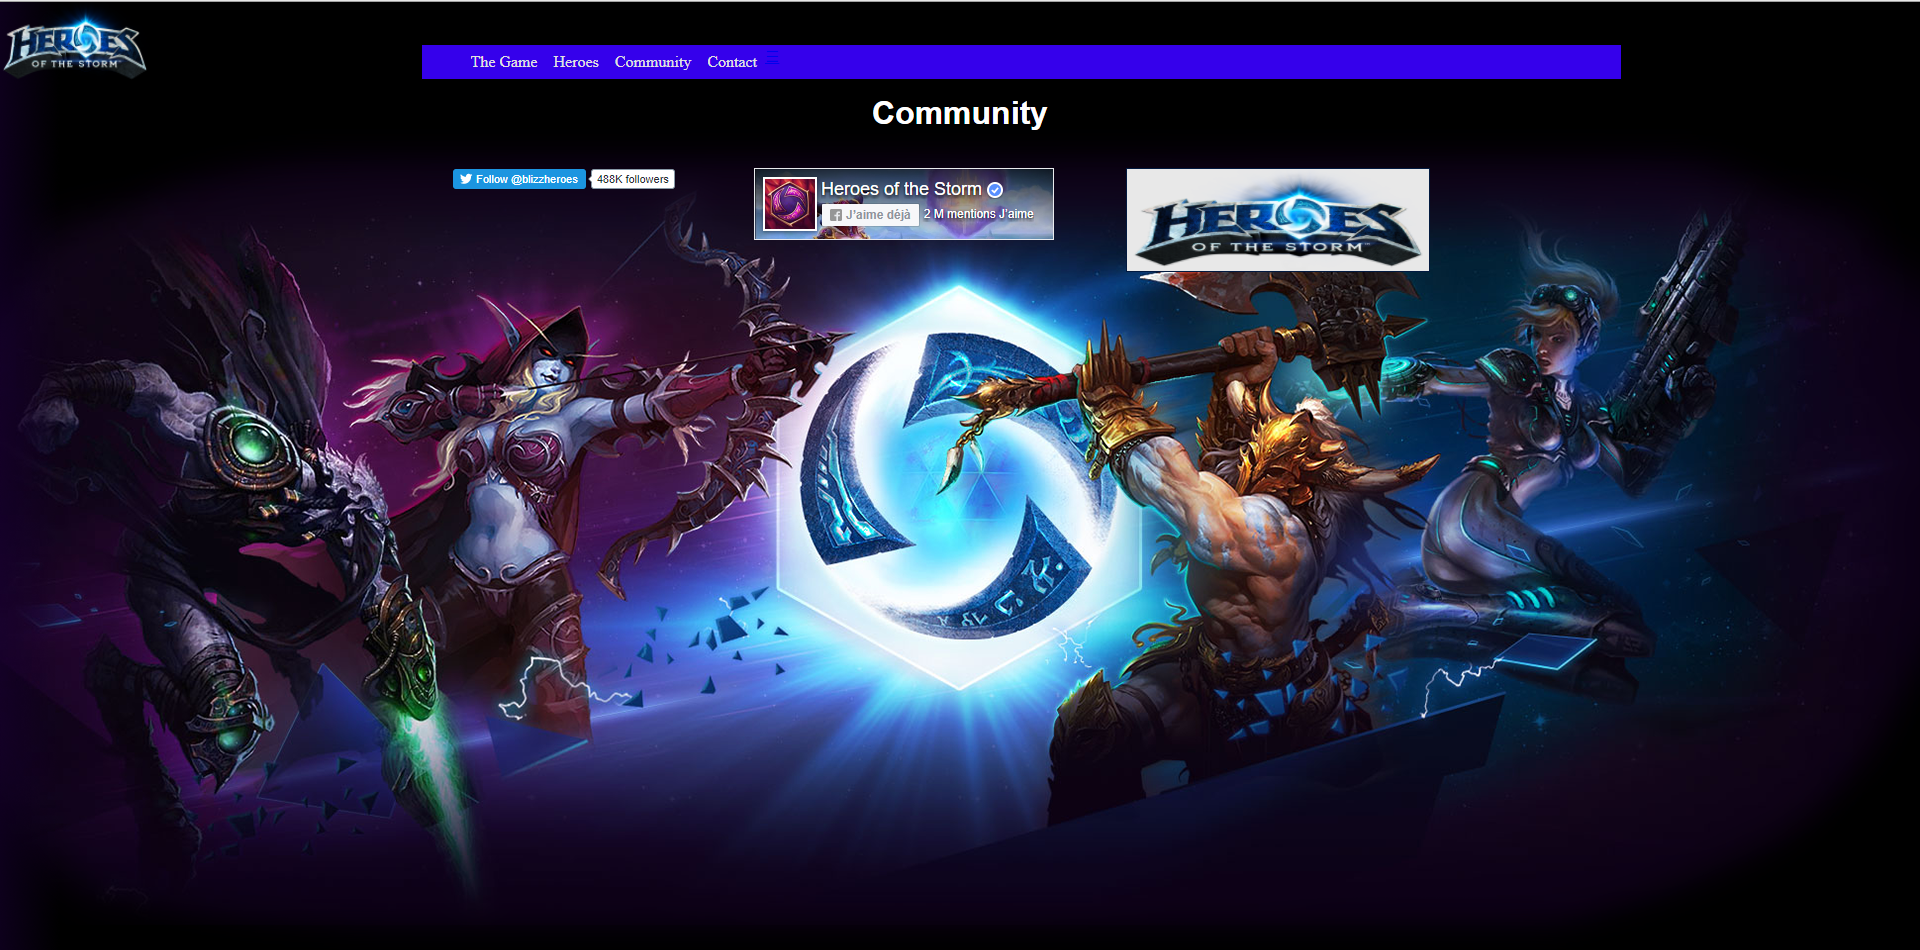 HEROES
OF THE STORM
The Game Heroes Community Contact
Community
Follow @blizzheroes 488K followers
Heroes of the Storm
J'aime déjà 2 M mentions J'aime
HEROES
OF THE STORM™